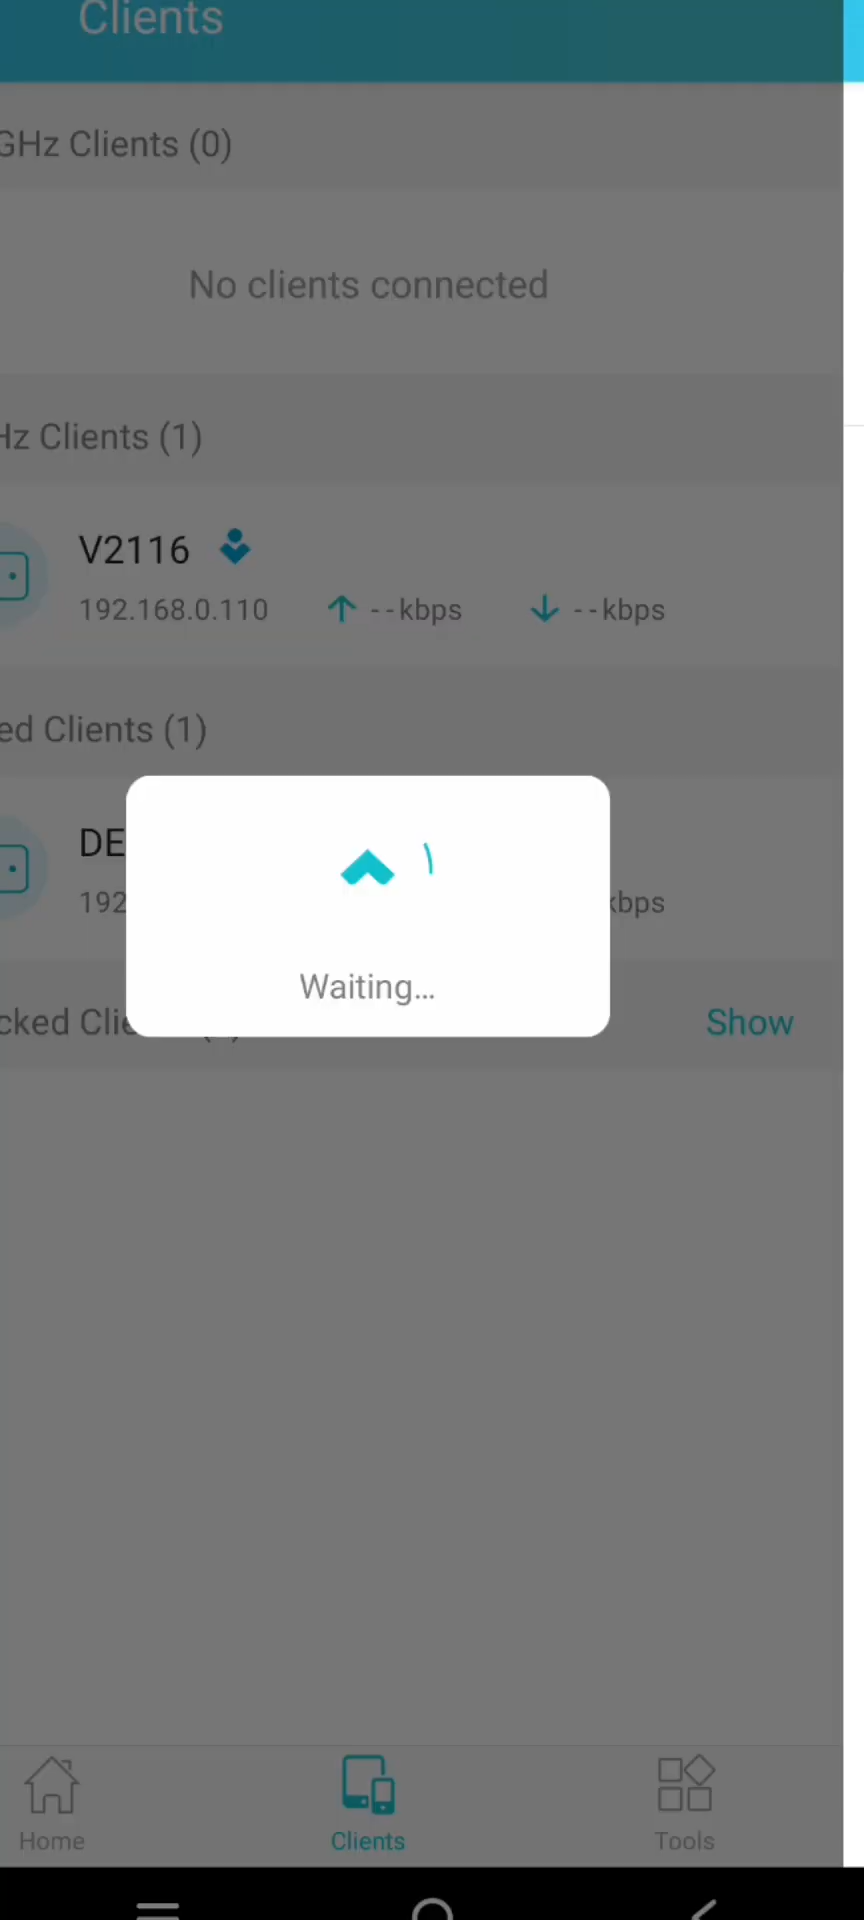 Clients
GHz Clients (0)
No clients connected
Hz Clients (1)
V2116
192.168.0.110 --kbps --kbps
ed Clients (1)
DE
192 kbps
Waiting...
cked Clie Show
Home Clients Tools